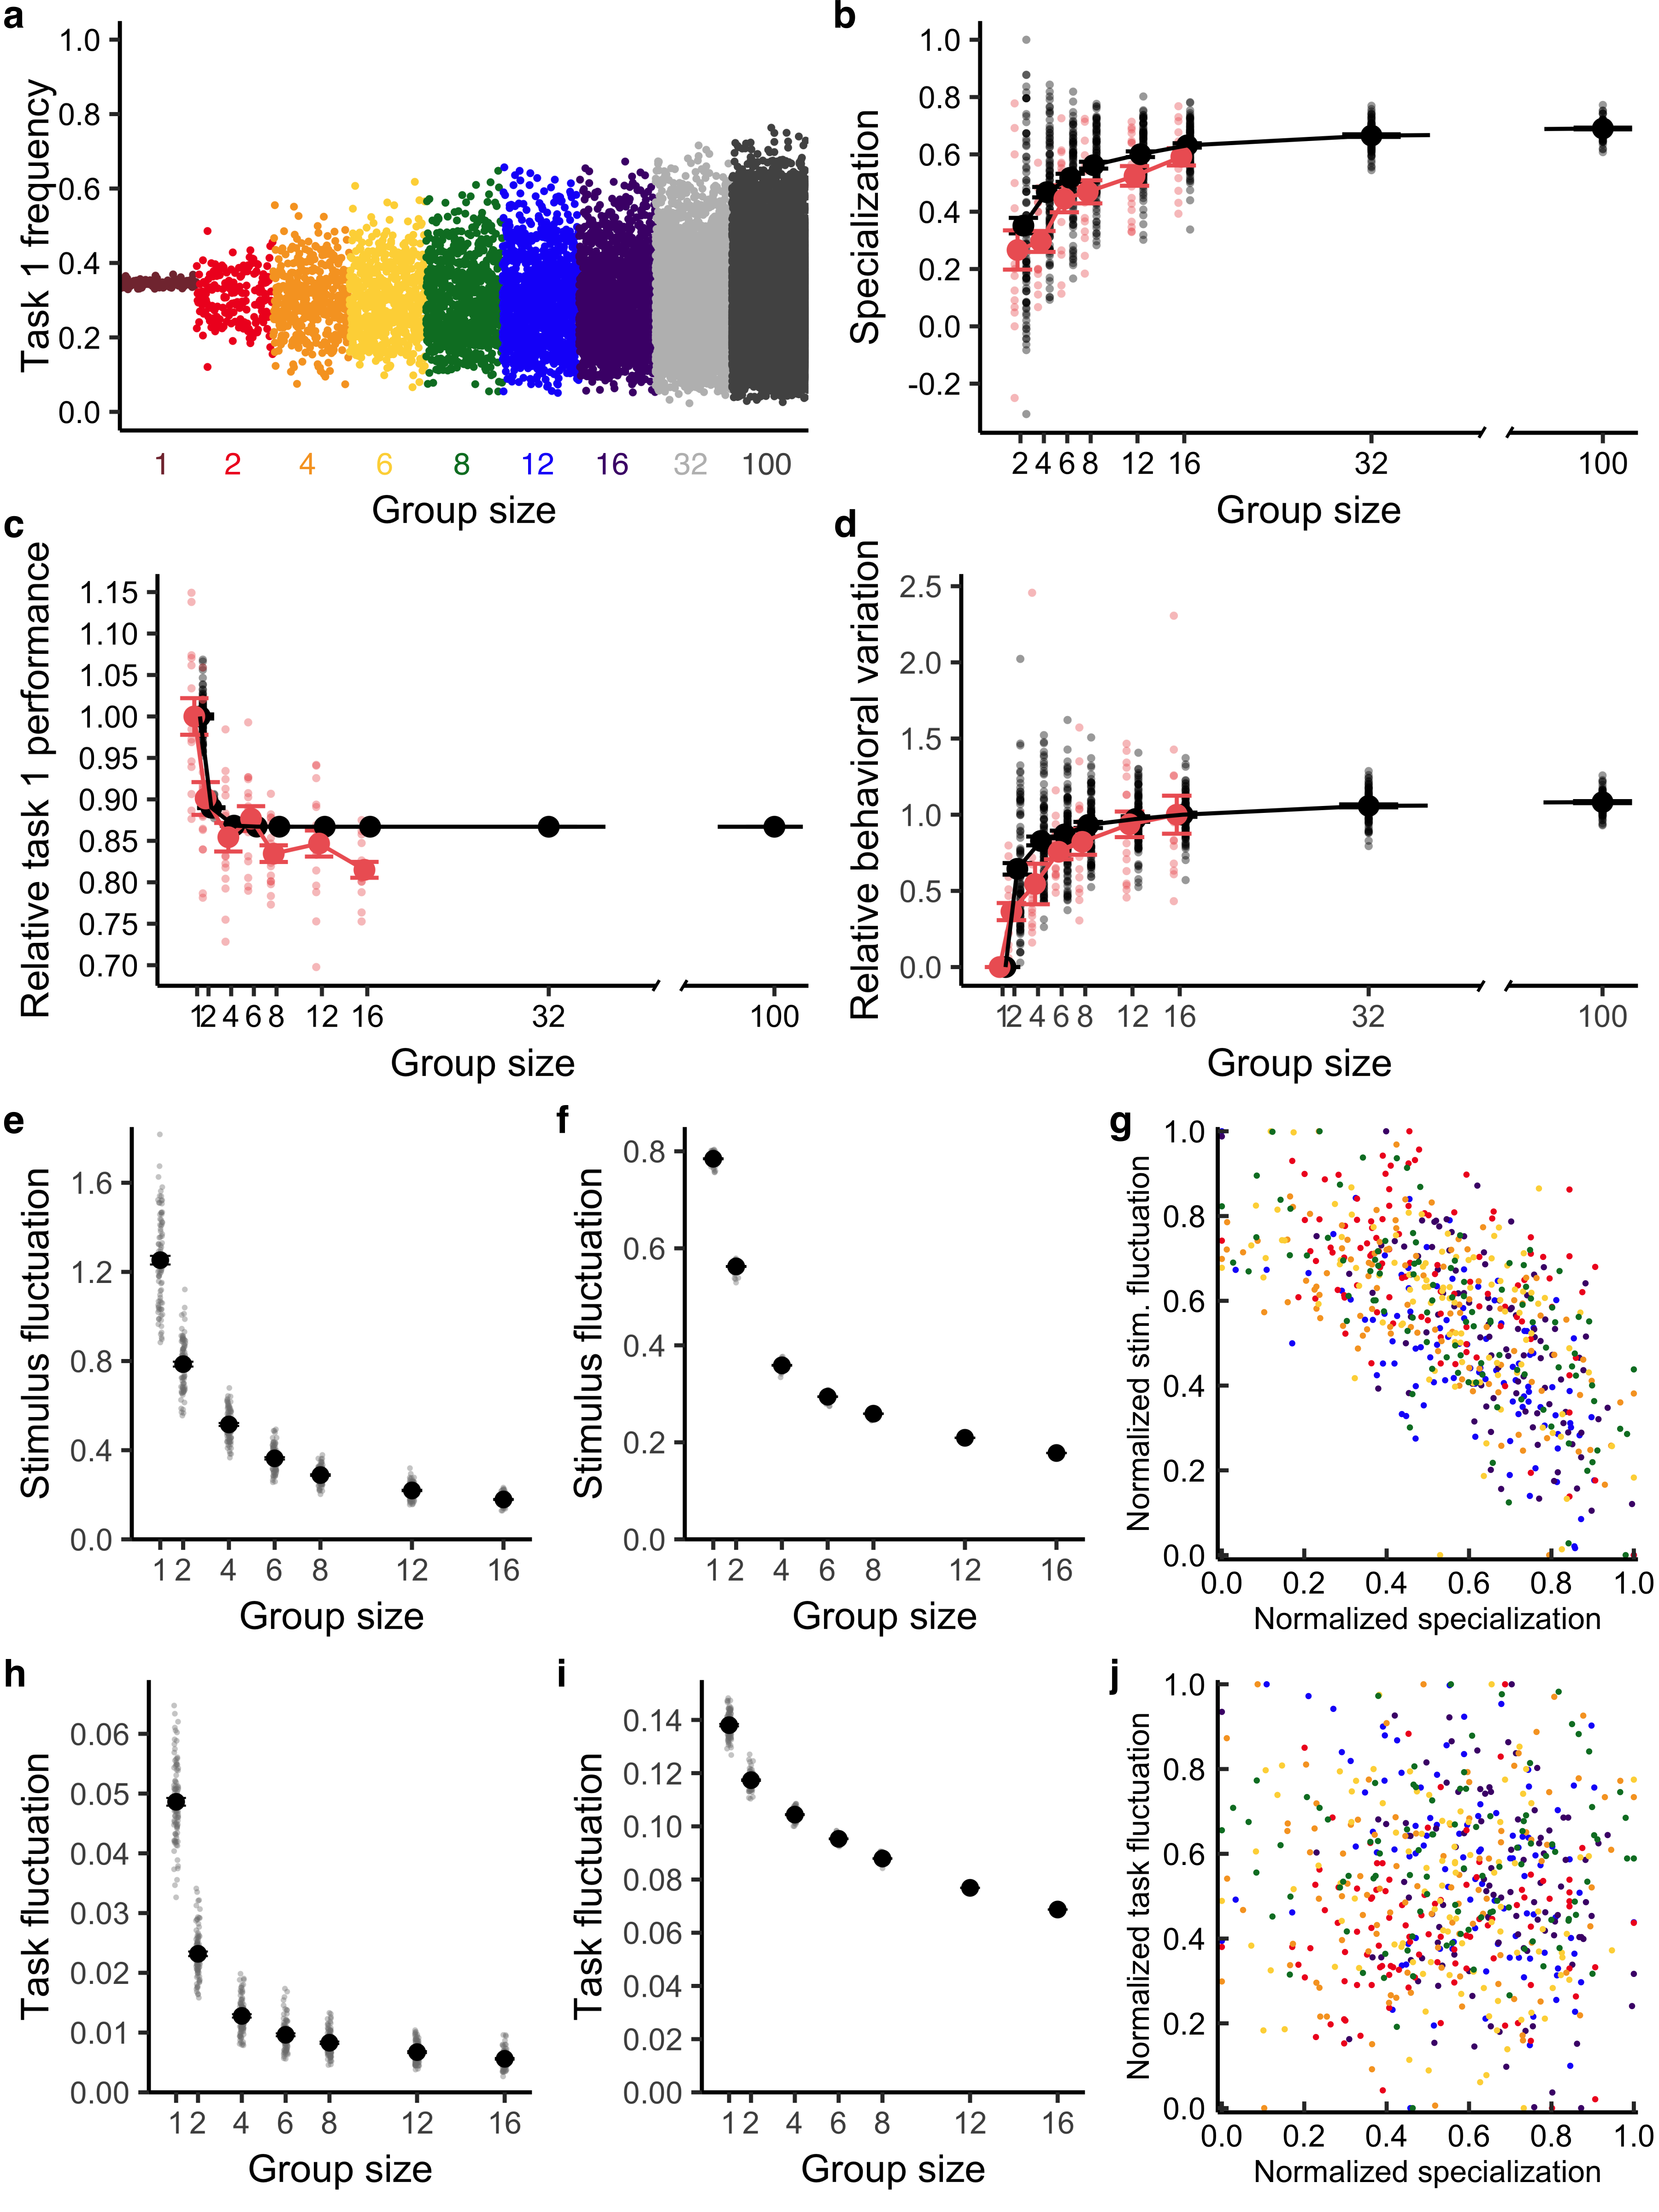 a
Task 1 frequency
1.0
0.8
0.6
0.4
0.2
0.0
1 2 4 6 8 12 16 32 100
Group size
b
Specialization
1.0
0.8
0.6
0.4
0.2
0.0
-0.2
2 4 6 8 12 16 32 100
Group size
c
Relative task 1 performance
1.15
1.10
1.05
1.00
0.95
0.90
0.85
0.80
0.75
0.70
1 2 4 6 8 12 16 32 100
Group size
d
Relative behavioral variation
2.5
2.0
1.5
1.0
0.5
0.0
1 2 4 6 8 12 16 32 100
Group size
e
Stimulus fluctuation
1.6
1.2
0.8
0.4
0.0
1 2 4 6 8 12 16
Group size
f
Stimulus fluctuation
0.8
0.6
0.4
0.2
0.0
1 2 4 6 8 12 16
Group size
g
Normalized stim. fluctuation
1.0
0.8
0.6
0.4
0.2
0.0
0.0 0.2 0.4 0.6 0.8 1.0
Normalized specialization
h
Task fluctuation
0.06
0.05
0.04
0.03
0.02
0.01
0.00
1 2 4 6 8 12 16
Group size
i
Task fluctuation
0.14
0.12
0.10
0.08
0.06
0.04
0.02
0.00
1 2 4 6 8 12 16
Group size
j
Normalized task fluctuation
1.0
0.8
0.6
0.4
0.2
0.0
0.0 0.2 0.4 0.6 0.8 1.0
Normalized specialization